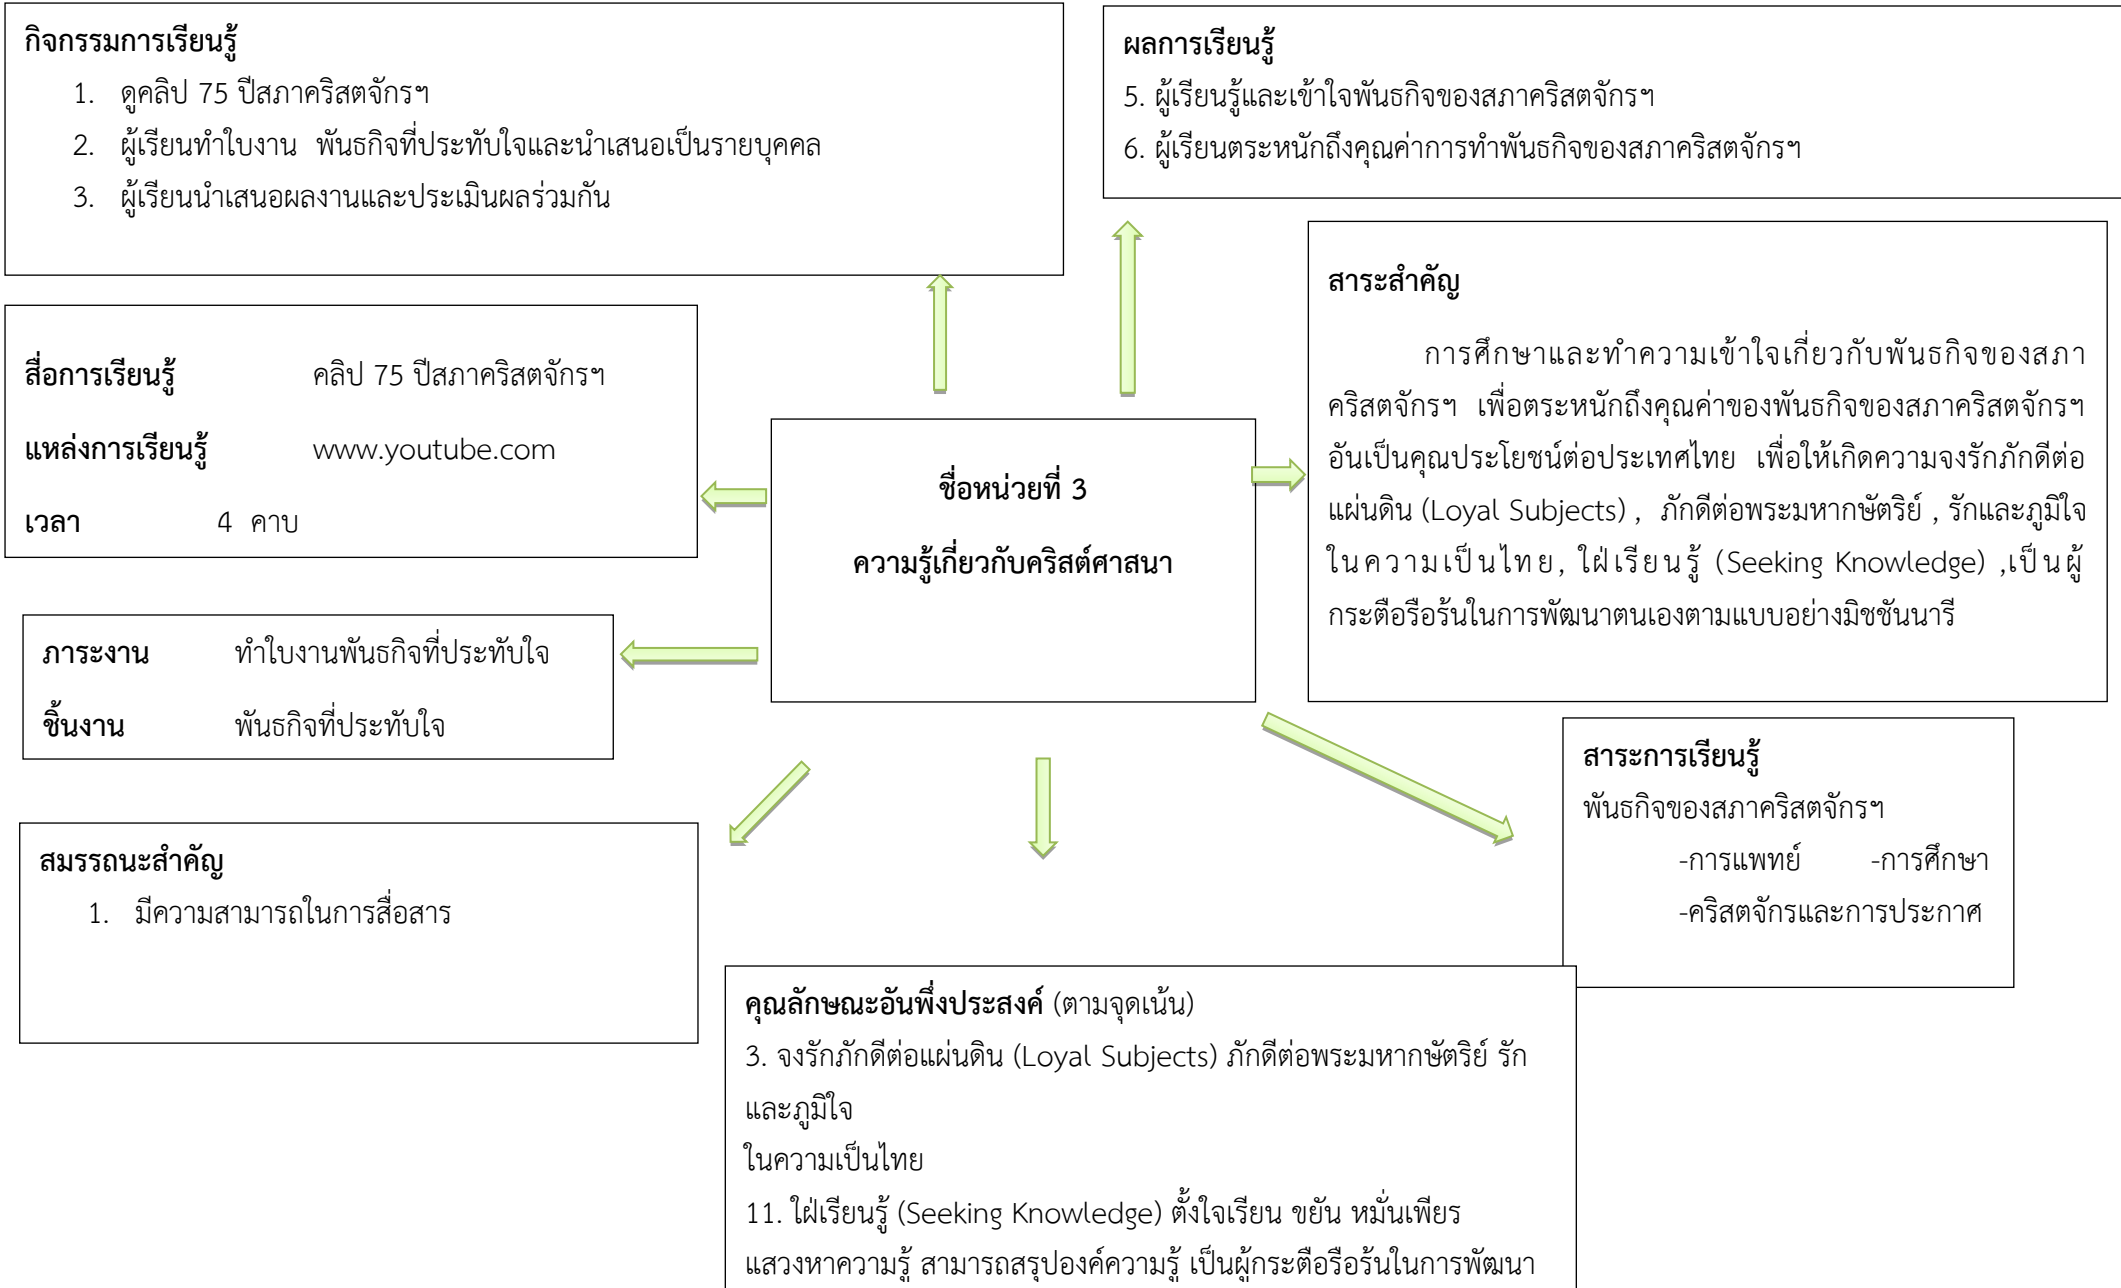 กิจกรรมการเรียนรู้
1. ดูคลิป 75 ปีสภาคริสตจักรฯ
2. ผู้เรียนทำใบงาน พันธกิจที่ประทับใจและนำเสนอเป็นรายบุคคล
3. ผู้เรียนนำเสนอผลงานและประเมินผลร่วมกัน
ผลการเรียนรู้
5. ผู้เรียนรู้และเข้าใจพันธกิจของสภาคริสตจักรฯ
6. ผู้เรียนตระหนักถึงคุณค่าการทำพันธกิจของสภาคริสตจักรฯ
สื่อการเรียนรู้ คลิป 75 ปีสภาคริสตจักรฯ
แหล่งการเรียนรู้ www.youtube.com
เวลา 4 คาบ
ชื่อหน่วยที่ 3
ความรู้เกี่ยวกับคริสต์ศาสนา
สาระสำคัญ
การศึกษาและทำความเข้าใจเกี่ยวกับพันธกิจของสภา
คริสตจักรฯ เพื่อตระหนักถึงคุณค่าของพันธกิจของสภาคริสตจักรฯ
อันเป็นคุณประโยชน์ต่อประเทศไทย เพื่อให้เกิดความจงรักภักดีต่อ
แผ่นดิน (Loyal Subjects) , ภักดีต่อพระมหากษัตริย์ , รักและภูมิใจ
ในความเป็นไทย, ใฝ่เรียนรู้ (Seeking Knowledge) ,เป็นผู้
กระตือรือร้นในการพัฒนาตนเองตามแบบอย่างมิชชันนารี
ภาระงาน ทำใบงานพันธกิจที่ประทับใจ
ชิ้นงาน พันธกิจที่ประทับใจ
สาระการเรียนรู้
พันธกิจของสภาคริสตจักรฯ
-การแพทย์ -การศึกษา
-คริสตจักรและการประกาศ
สมรรถนะสำคัญ
1. มีความสามารถในการสื่อสาร
คุณลักษณะอันพึ่งประสงค์ (ตามจุดเน้น)
3. จงรักภักดีต่อแผ่นดิน (Loyal Subjects) ภักดีต่อพระมหากษัตริย์ รัก
และภูมิใจ
ในความเป็นไทย
11. ใฝ่เรียนรู้ (Seeking Knowledge) ตั้งใจเรียน ขยัน หมั่นเพียร
แสวงหาความรู้ สามารถสรุปองค์ความรู้ เป็นผู้กระตือรือร้นในการพัฒนา